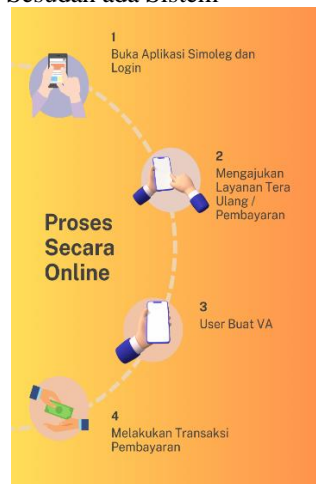 Sesudah ada Sistem
1
Buka Aplikasi Simoleg dan
Login
2
Mengajukan
Layanan Tera
Ulang /
Pembayaran
Proses
Secara
Online
3
User Buat VA
4
Melakukan Transaksi
Pembayaran